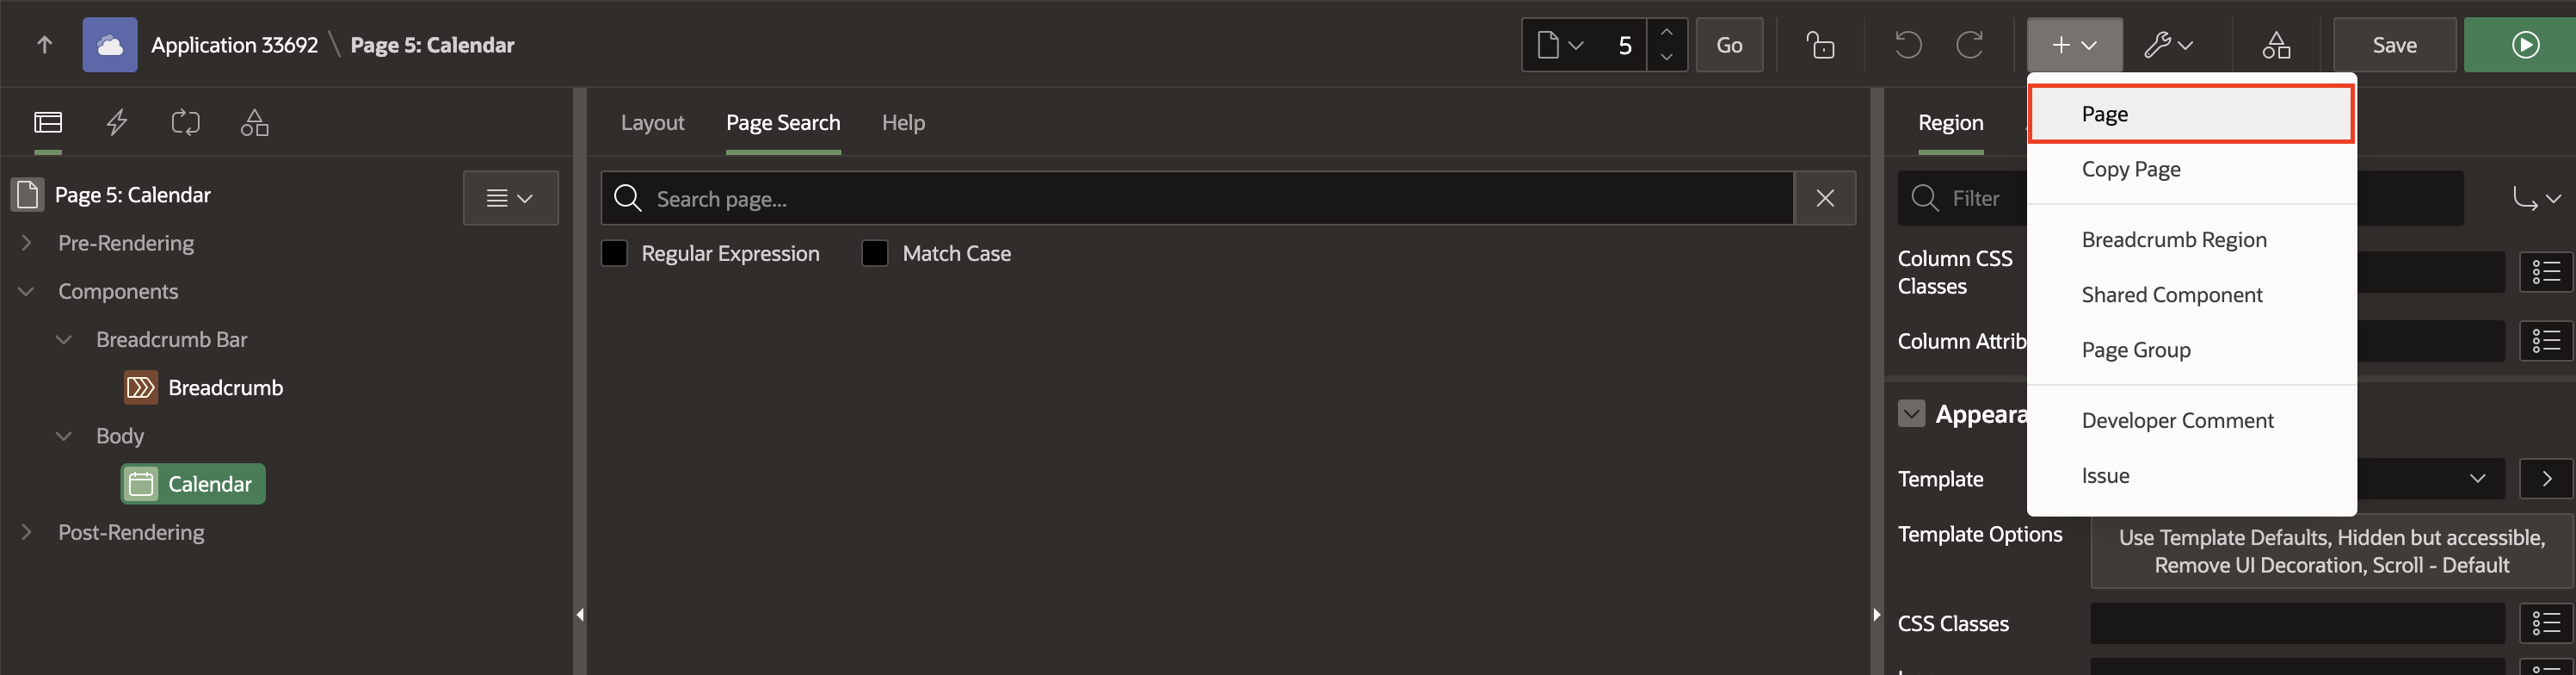 Application 33692 \ Page 5: Calendar
5
Go
Save
Layout
Page Search
Help
Region
Page
Copy Page
Breadcrumb Region
Shared Component
Page Group
Developer Comment
Issue
Page 5: Calendar
Pre-Rendering
Components
Breadcrumb Bar
Breadcrumb
Body
Calendar
Post-Rendering
Search page...
Regular Expression
Match Case
Filter
Column CSS
Classes
Column Attrib
Appeara
Template
Template Options
Use Template Defaults, Hidden but accessible,
Remove UI Decoration, Scroll - Default
CSS Classes